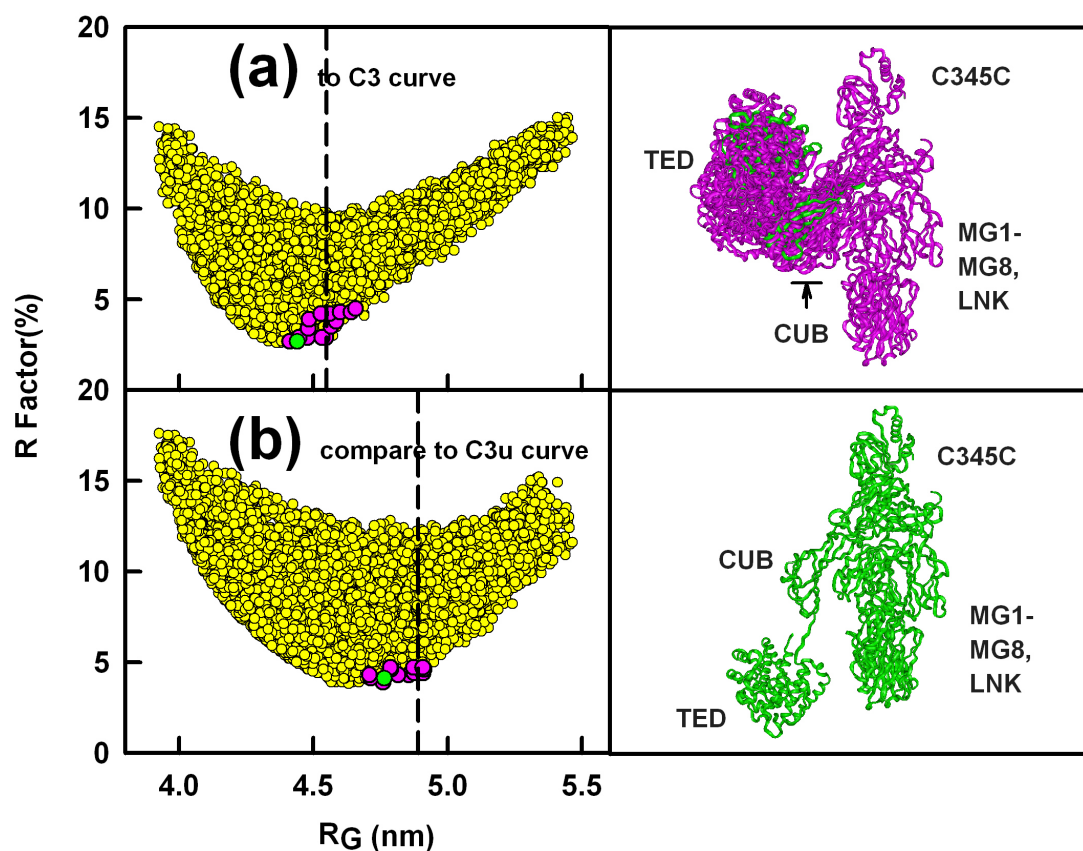 (a) to C3 curve
20
15
10
5
20
(b) compare to C3u curve
15
10
5
0
4.0 4.5 5.0 5.5
R Factor(%)
RG (nm)
C345C
TED
MG1-
MG8,
LNK
CUB
C345C
CUB
MG1-
MG8,
LNK
TED